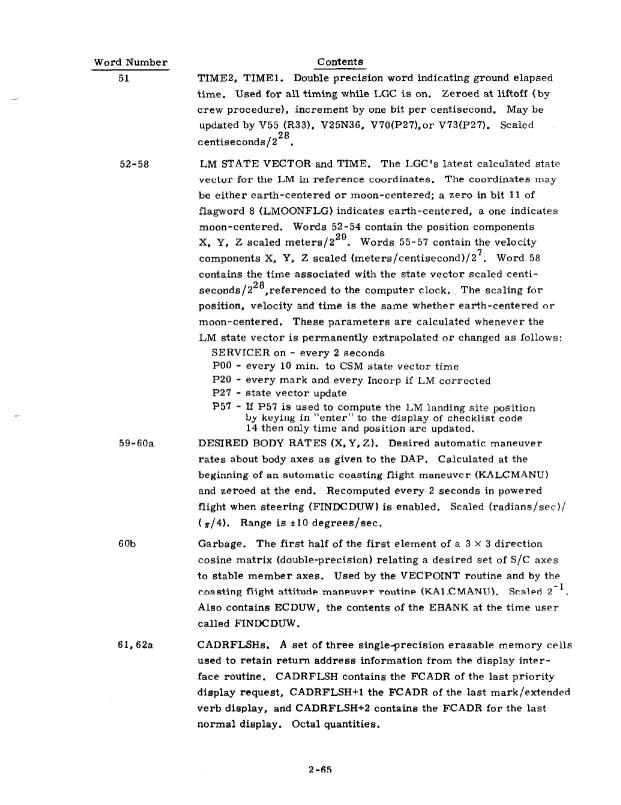 Word Number Contents
51 TIME2, TIME1. Double precision word indicating ground elapsed
time. Used for all timing while LGC is on. Zeroed at liftoff (by
crew procedure), increment by one bit per centisecond. May be
updated by V55 (R33), V25N36, V70(P27), or V73(P27). Scaled
centiseconds/2^28.
52-58 LM STATE VECTOR and TIME. The LGC's latest calculated state
vector for the LM in reference coordinates. The coordinates may
be either earth-centered or moon-centered; a zero in bit 11 of
flagword 8 (LMOONFLG) indicates earth-centered, a one indicates
moon-centered. Words 52-54 contain the position components
X, Y, Z scaled meters/2^29. Words 55-57 contain the velocity
components X, Y, Z scaled (meters/centisecond)/2^7. Word 58
contains the time associated with the state vector scaled centi-
seconds/2^28, referenced to the computer clock. The scaling for
position, velocity and time is the same whether earth-centered or
moon-centered. These parameters are calculated whenever the
LM state vector is permanently extrapolated or changed as follows:
SERVICER on - every 2 seconds
P00 - every 10 min. to CSM state vector time
P20 - every mark and every Incorp if LM corrected
P27 - state vector update
P57 - If P57 is used to compute the LM landing site position
by keying in "enter" to the display of checklist code
14 then only time and position are updated.
59-60a DESIRED BODY RATES (X, Y, Z). Desired automatic maneuver
rates about body axes as given to the DAP. Calculated at the
beginning of an automatic coasting flight maneuver (KALCMANU)
and zeroed at the end. Recomputed every 2 seconds in powered
flight when steering (FINDCDUW) is enabled. Scaled (radians/sec)/
(π/4). Range is ±10 degrees/sec.
60b Garbage. The first half of the first element of a 3 × 3 direction
cosine matrix (double-precision) relating a desired set of S/C axes
to stable member axes. Used by the VECPOINT routine and by the
coasting flight attitude maneuver routine (KALCMANU). Scaled 2^-1.
Also contains ECDUW, the contents of the EBANK at the time user
called FINDCDUW.
61, 62a CADRFLSHs. A set of three single-precision erasable memory cells
used to retain return address information from the display inter-
face routine. CADRFLSH contains the FCADR of the last priority
display request, CADRFLSH+1 the FCADR of the last mark/extended
verb display, and CADRFLSH+2 contains the FCADR for the last
normal display. Octal quantities.
2-65